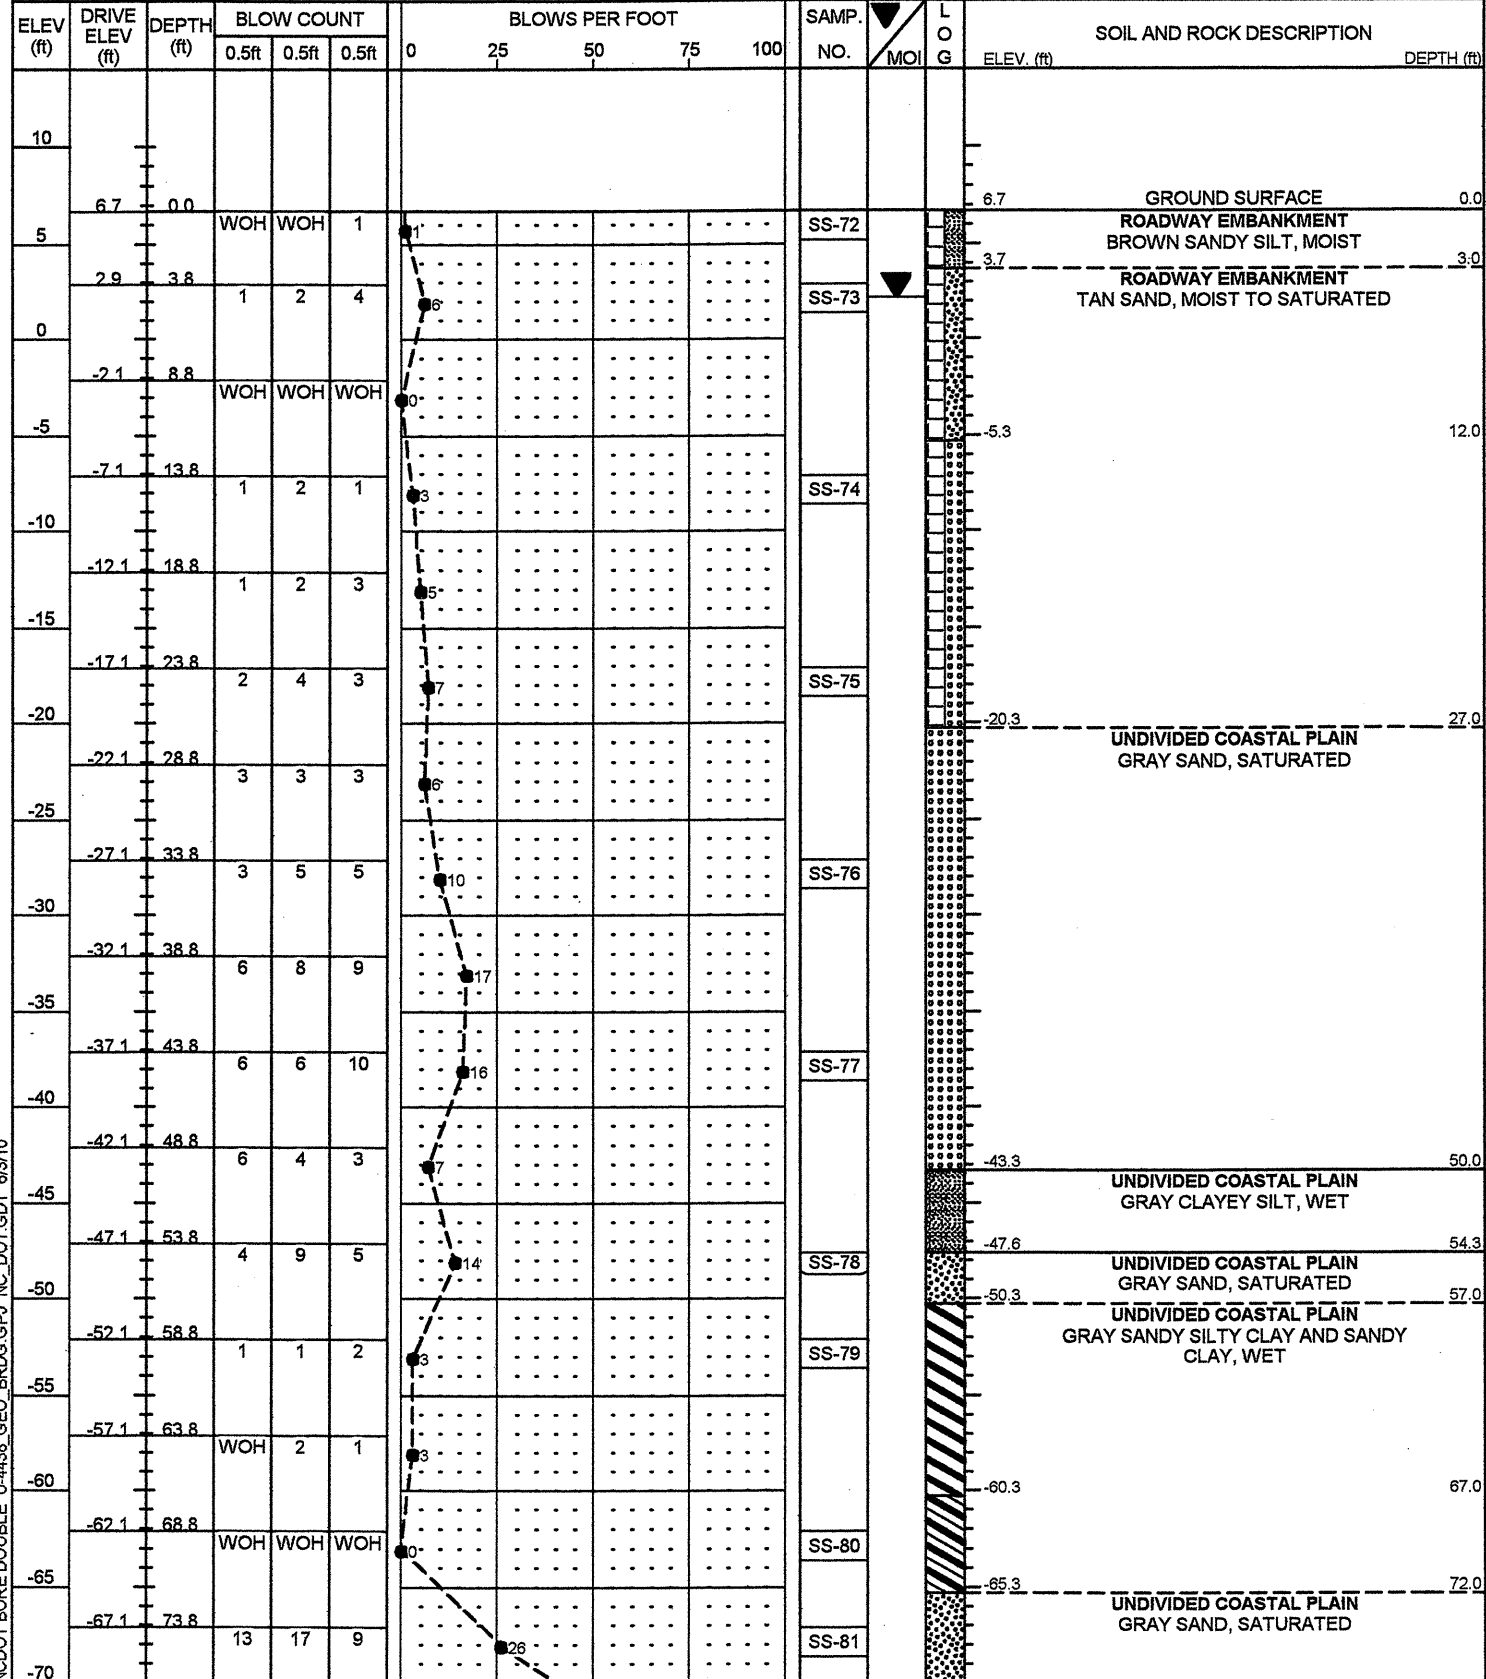 ELEV (ft) DRIVE ELEV (ft) DEPTH (ft) BLOW COUNT BLOWS PER FOOT SAMP. NO. MOI LOG SOIL AND ROCK DESCRIPTION
0.5ft 0.5ft 0.5ft 0 25 50 75 100 ELEV. (ft) DEPTH (ft)
10
6.7 0.0 6.7 GROUND SURFACE 0.0
WOH WOH 1 1 SS-72 ROADWAY EMBANKMENT
5 BROWN SANDY SILT, MOIST
3.7 3.0
2.9 3.8 ROADWAY EMBANKMENT
1 2 4 6 SS-73 TAN SAND, MOIST TO SATURATED
0
-2.1 8.8
WOH WOH WOH 0
-5 -5.3 12.0
-7.1 13.8
1 2 1 3 SS-74
-10
-12.1 18.8
1 2 3 5
-15
-17.1 23.8
2 4 3 7 SS-75
-20 -20.3 27.0
UNDIVIDED COASTAL PLAIN
-22.1 28.8 GRAY SAND, SATURATED
3 3 3 6
-25
-27.1 33.8
3 5 5 10 SS-76
-30
-32.1 38.8
6 8 9 17
-35
-37.1 43.8
6 6 10 16 SS-77
-40
-42.1 48.8
6 4 3 7 -43.3 50.0
UNDIVIDED COASTAL PLAIN
-45 GRAY CLAYEY SILT, WET
-47.1 53.8 -47.6 54.3
4 9 5 14 SS-78 UNDIVIDED COASTAL PLAIN
GRAY SAND, SATURATED
-50 -50.3 57.0
UNDIVIDED COASTAL PLAIN
-52.1 58.8 GRAY SANDY SILTY CLAY AND SANDY
1 1 2 3 SS-79 CLAY, WET
-55
-57.1 63.8
WOH 2 1 3
-60 -60.3 67.0
-62.1 68.8
WOH WOH WOH 0 SS-80
-65 -65.3 72.0
UNDIVIDED COASTAL PLAIN
-67.1 73.8 GRAY SAND, SATURATED
13 17 9 26 SS-81
-70